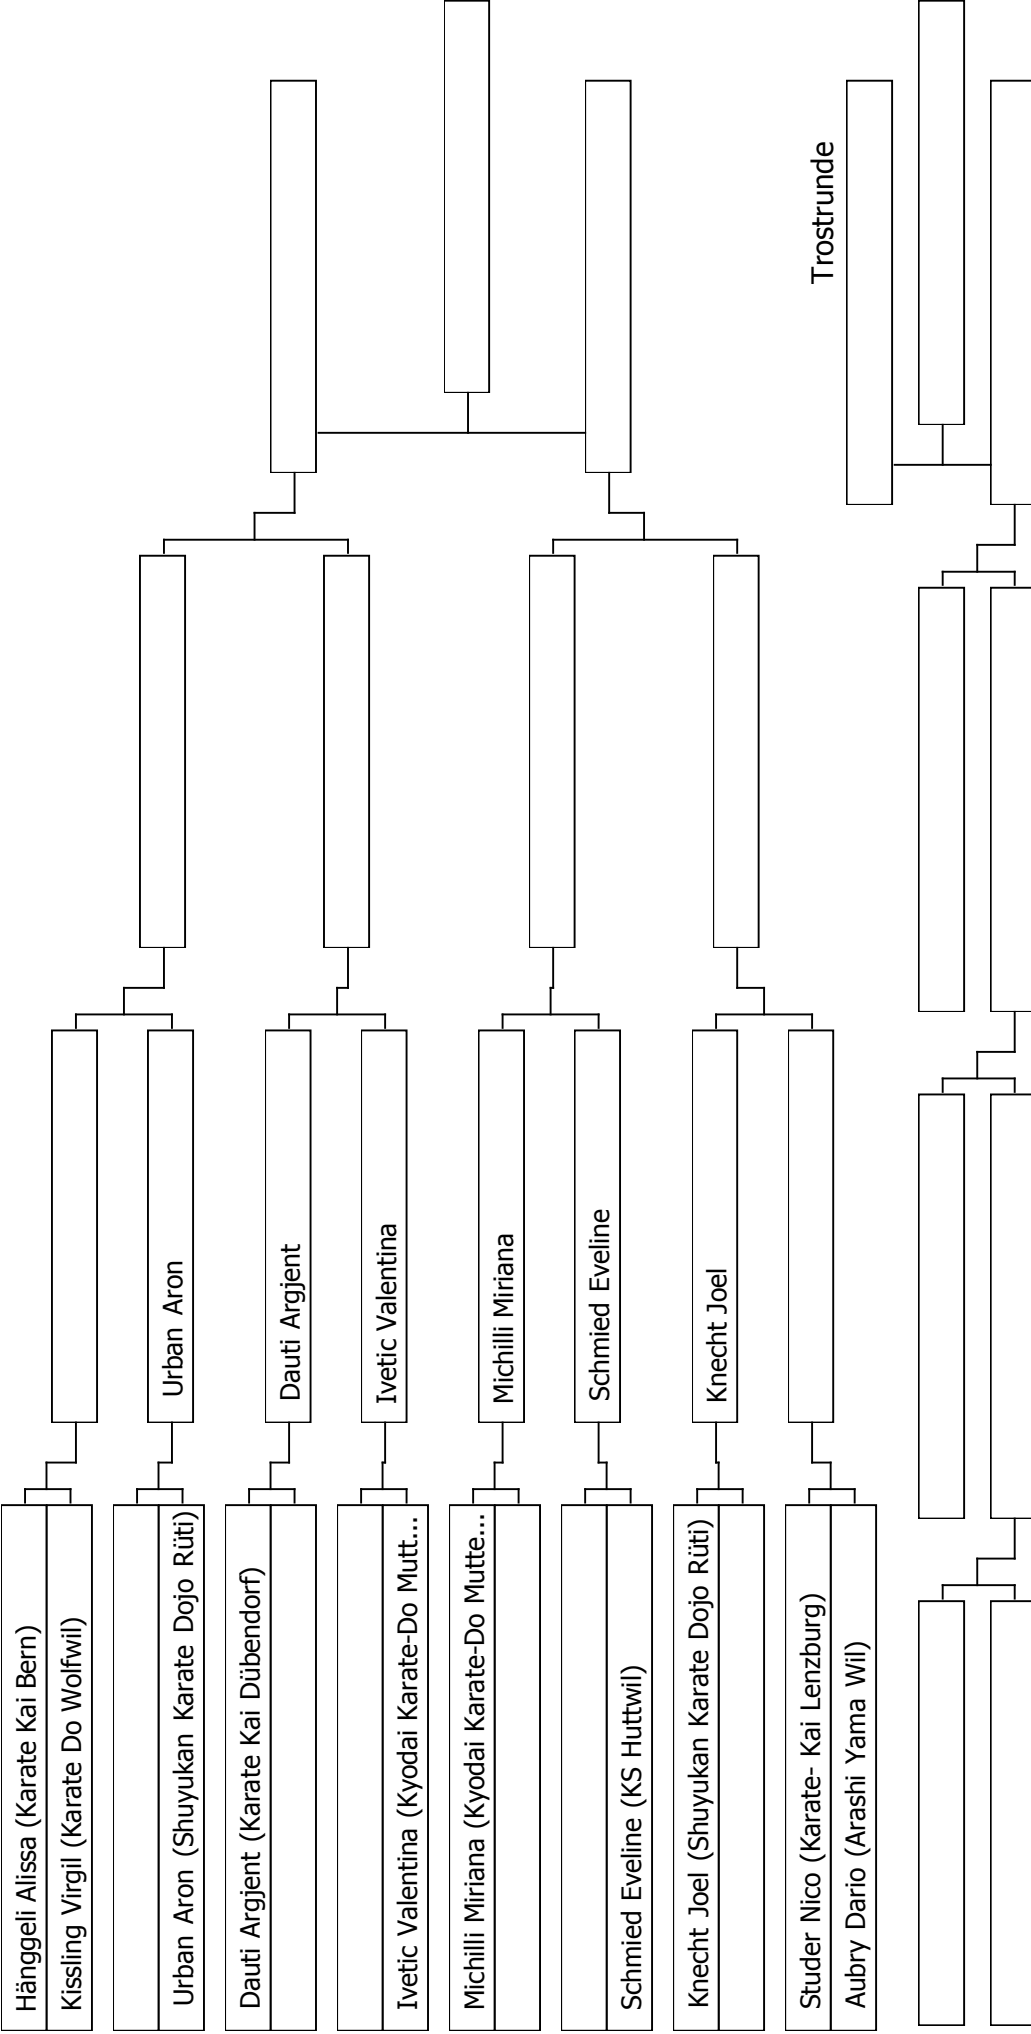 Hänggeli Alissa (Karate Kai Bern)
Kissling Virgil (Karate Do Wolfwil)
Urban Aron (Shuyukan Karate Dojo Rüti)
Dauti Argjent (Karate Kai Dübendorf)
Ivetic Valentina (Kyodai Karate-Do Mutt...
Michilli Miriana (Kyodai Karate-Do Mutte...
Schmied Eveline (KS Huttwil)
Knecht Joel (Shuyukan Karate Dojo Rüti)
Studer Nico (Karate- Kai Lenzburg)
Aubry Dario (Arashi Yama Wil)
Urban Aron
Dauti Argjent
Ivetic Valentina
Michilli Miriana
Schmied Eveline
Knecht Joel
Trostrunde